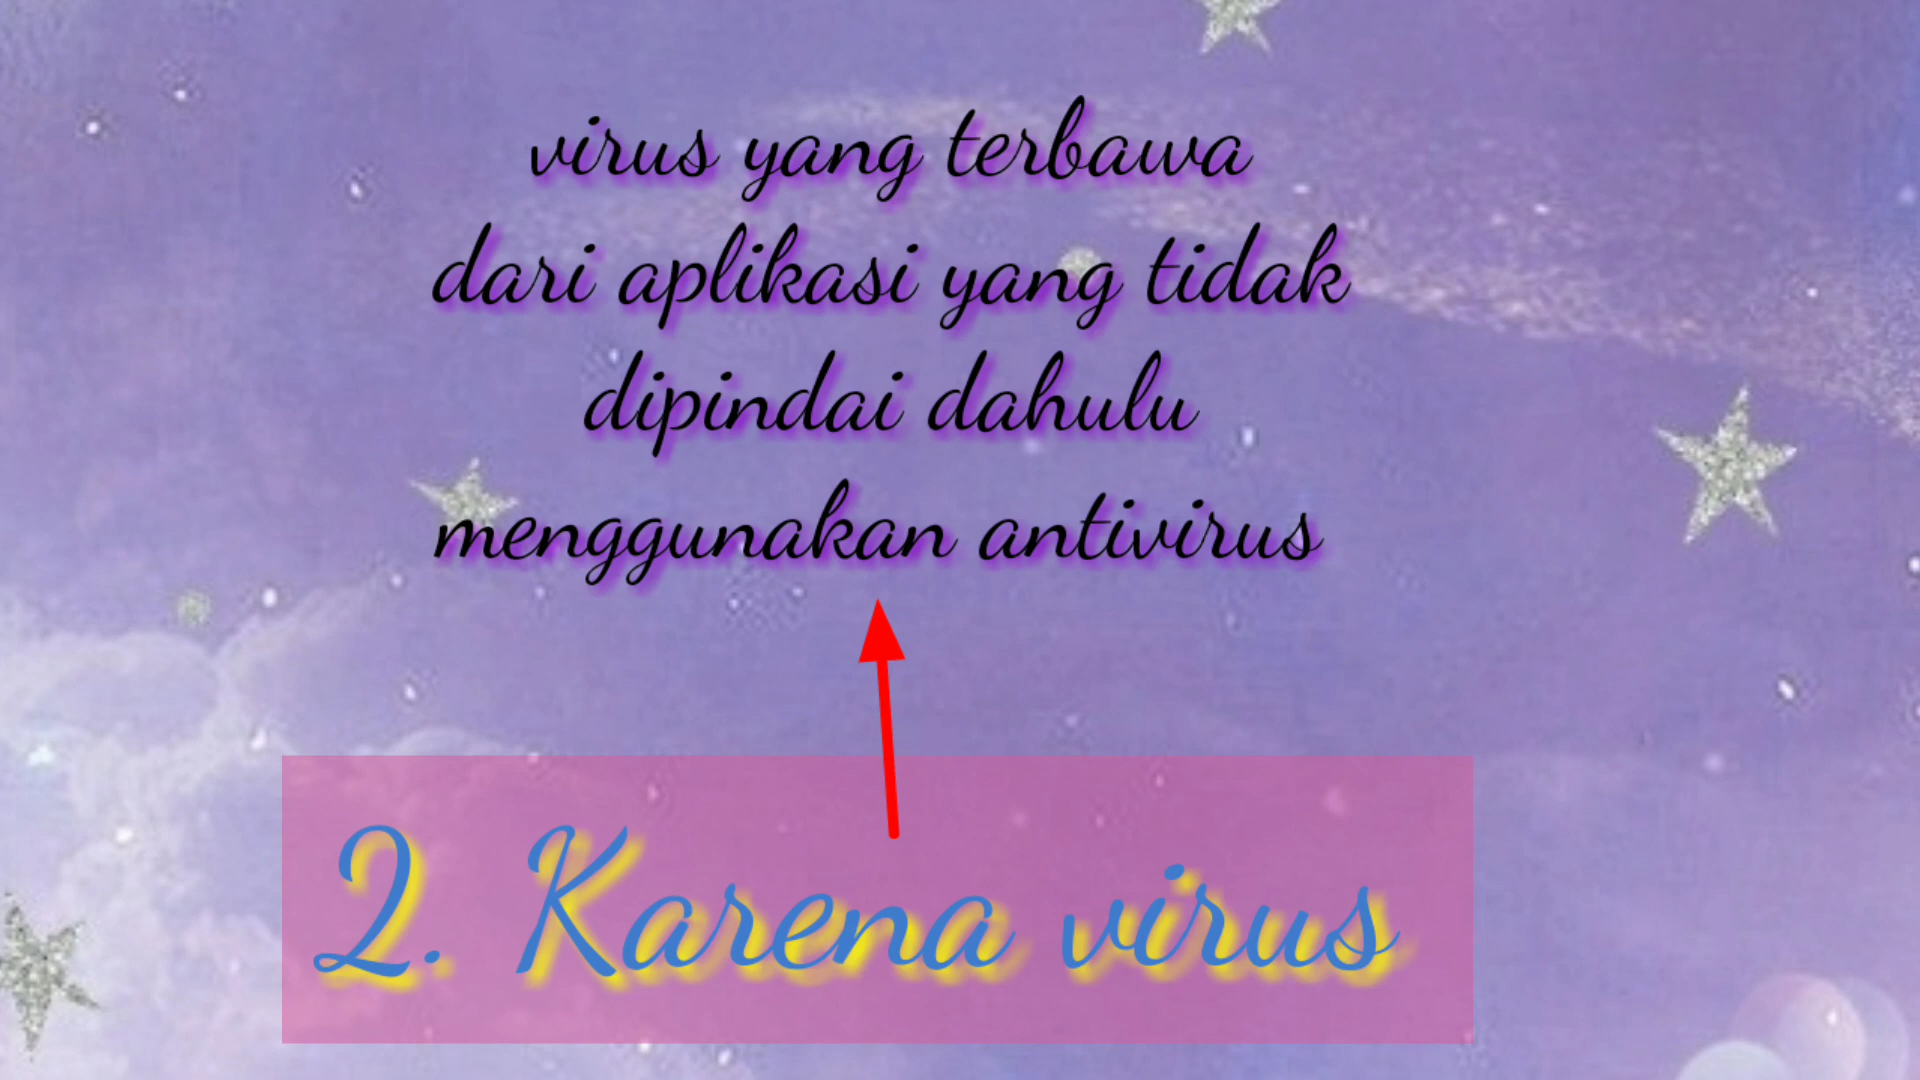 virus yang terbawa
dari aplikasi yang tidak
dipindai dahulu
menggunakan antivirus
2. Karena virus